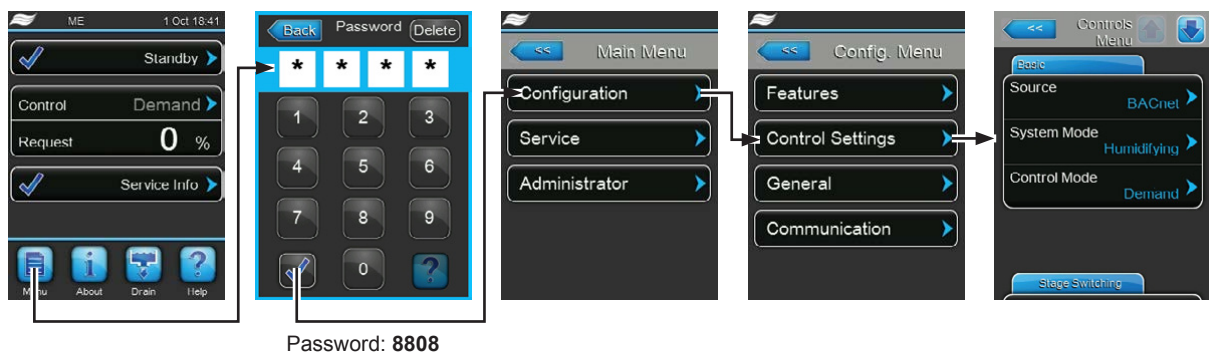 ME 1 Oct 18:41
Standby
Control Demand
Request 0 %
Service Info
Menu About Drain Help
Back Password Delete
* * * *
1 2 3
4 5 6
7 8 9
0 ?
Password: 8808
<< Main Menu
Configuration
Service
Administrator
<< Config. Menu
Features
Control Settings
General
Communication
<< Controls
Menu
Basic
Source
BACnet
System Mode
Humidifying
Control Mode
Demand
Stage Switching